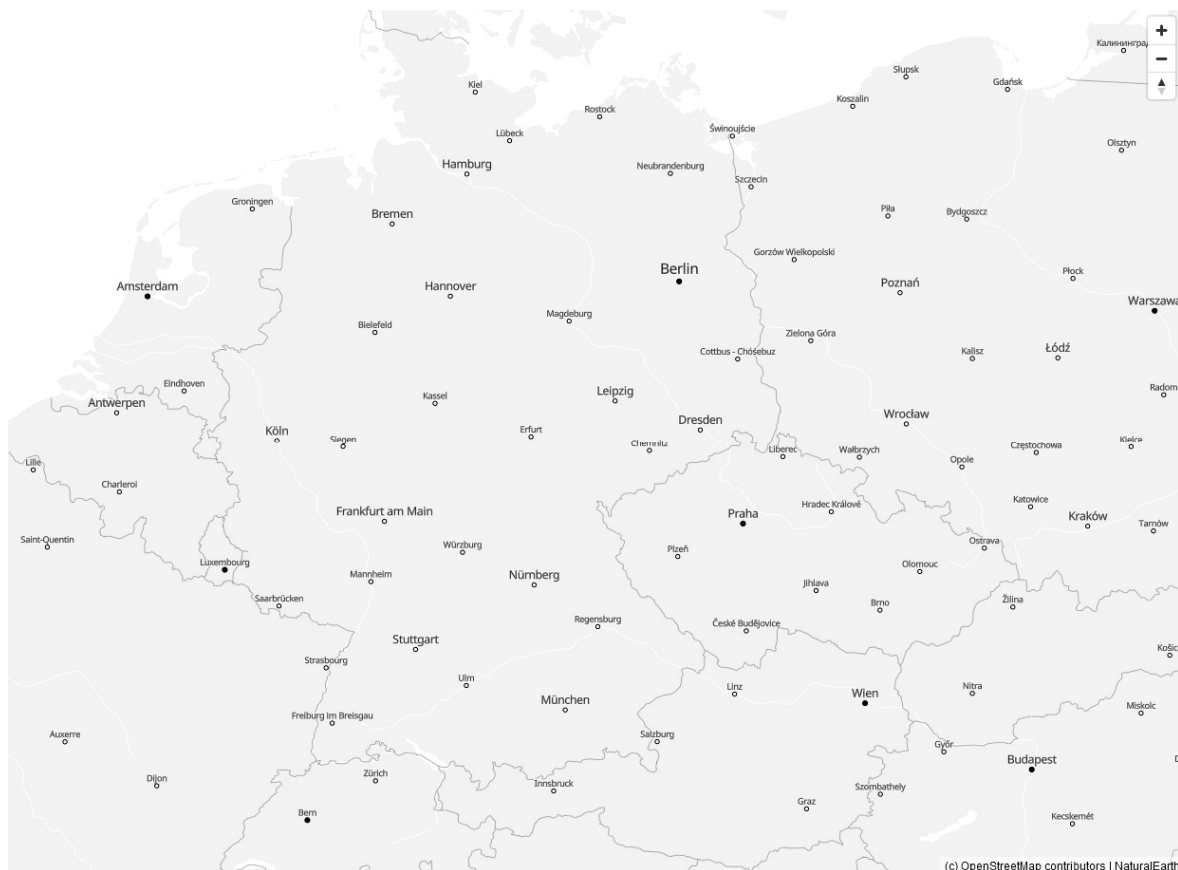 Калининград
Słupsk
Gdańsk
Kiel
Koszalin
Rostock
Świnoujście
Lübeck
Olsztyn
Hamburg
Neubrandenburg
Szczecin
Groningen
Bremen
Piła
Bydgoszcz
Gorzów Wielkopolski
Berlin
Płock
Amsterdam
Hannover
Poznań
Warszawa
Magdeburg
Bielefeld
Zielona Góra
Cottbus - Chóśebuz
Kalisz
Łódź
Eindhoven
Radom
Kassel
Leipzig
Antwerpen
Wrocław
Dresden
Köln
Siegen
Erfurt
Chemnitz
Liberec
Wałbrzych
Częstochowa
Kielce
Lille
Opole
Charleroi
Katowice
Hradec Králové
Frankfurt am Main
Praha
Kraków
Tarnów
Saint-Quentin
Würzburg
Ostrava
Plzeň
Luxembourg
Olomouc
Mannheim
Nürnberg
Jihlava
Saarbrücken
Brno
Žilina
Regensburg
České Budějovice
Stuttgart
Košic
Strasbourg
Ulm
Linz
Wien
Nitra
München
Miskolc
Freiburg im Breisgau
Auxerre
Salzburg
Győr
Budapest
Dijon
Zürich
Innsbruck
Szombathely
Graz
Bern
Kecskemét
(c) OpenStreetMap contributors | NaturalEarth